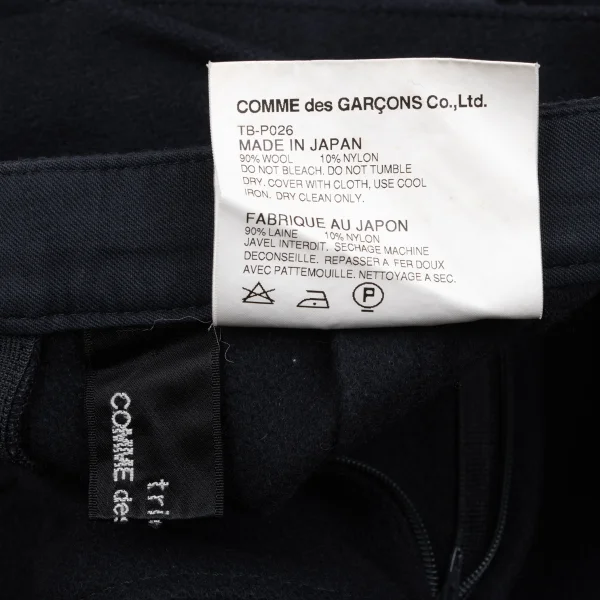 COMME des GARÇONS Co.,Ltd.
TB-P026
MADE IN JAPAN
90% WOOL 10% NYLON
DO NOT BLEACH. DO NOT TUMBLE
DRY. COVER WITH CLOTH, USE COOL
IRON. DRY CLEAN ONLY.
FABRIQUE AU JAPON
90% LAINE 10% NYLON
JAVEL INTERDIT. SECHAGE MACHINE
DECONSEILLE. REPASSER A FER DOUX
AVEC PATTEMOUILLE. NETTOYAGE A SEC.
P
tri
COMME des